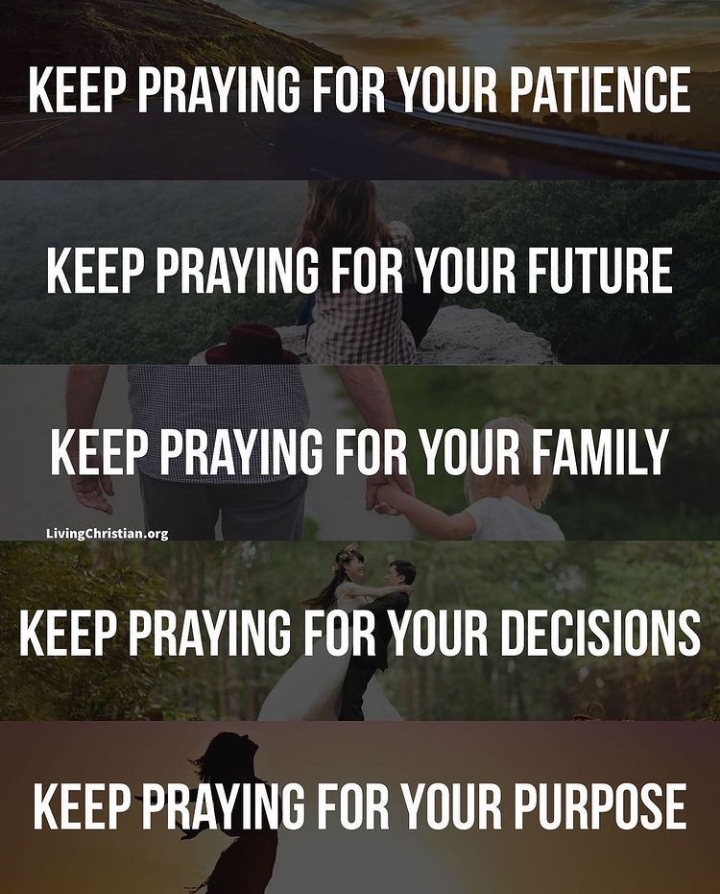 KEEP PRAYING FOR YOUR PATIENCE
KEEP PRAYING FOR YOUR FUTURE
KEEP PRAYING FOR YOUR FAMILY
LivingChristian.org
KEEP PRAYING FOR YOUR DECISIONS
KEEP PRAYING FOR YOUR PURPOSE